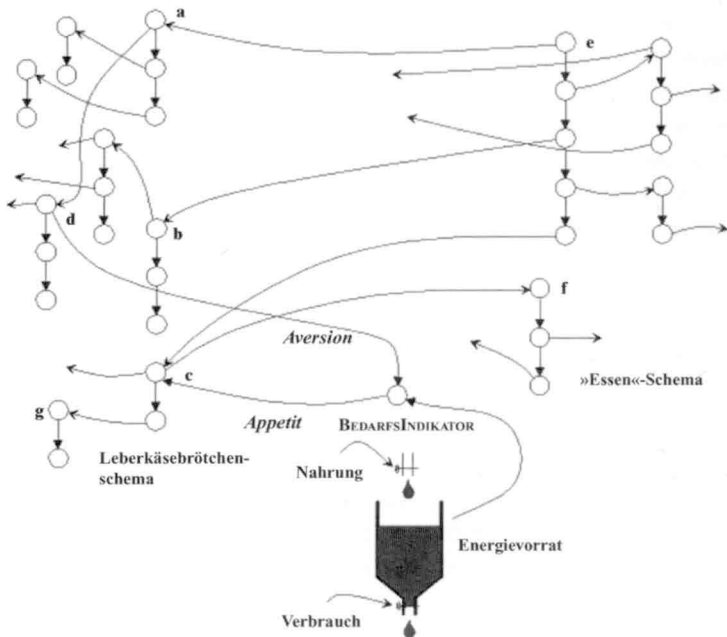 a
e
d
b
f
Aversion
»Essen«-Schema
c
g
Appetit
BEDARFSINDIKATOR
Leberkäsebrötchen-
schema
Nahrung
Energievorrat
Verbrauch